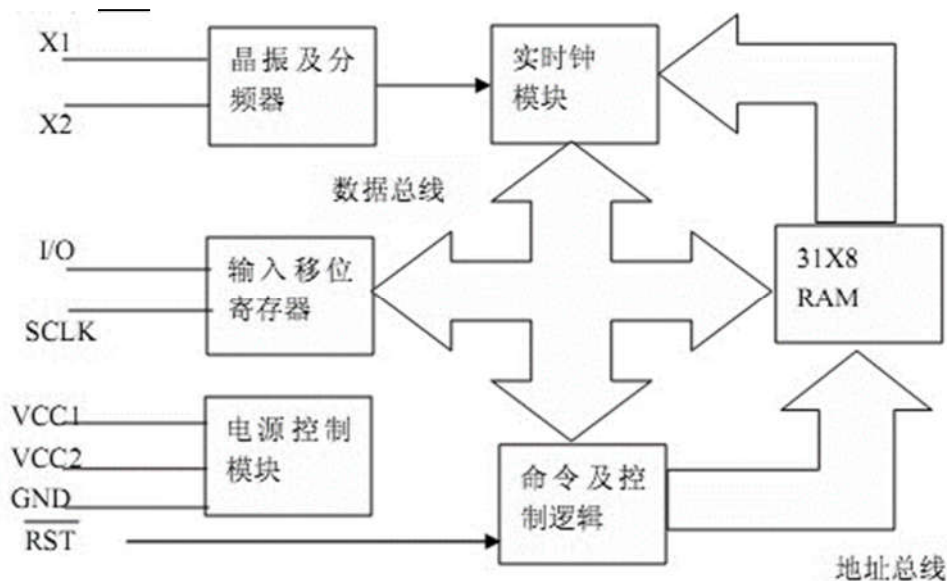 X1
X2
晶振及分
频器
实时钟
模块
数据总线
I/O
SCLK
输入移位
寄存器
31X8
RAM
VCC1
VCC2
GND
RST
电源控制
模块
命令及控
制逻辑
地址总线